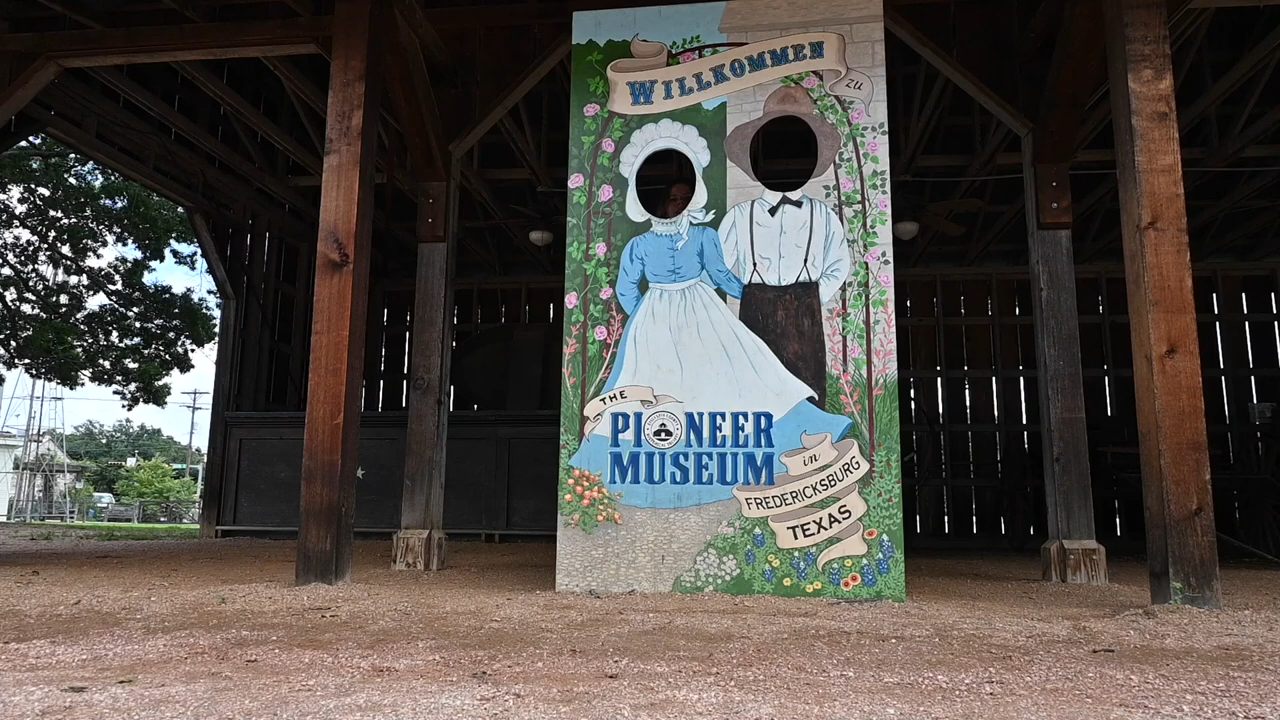 WILLKOMMEN
zu
THE
PIONEER
MUSEUM
in
FREDERICKSBURG
TEXAS